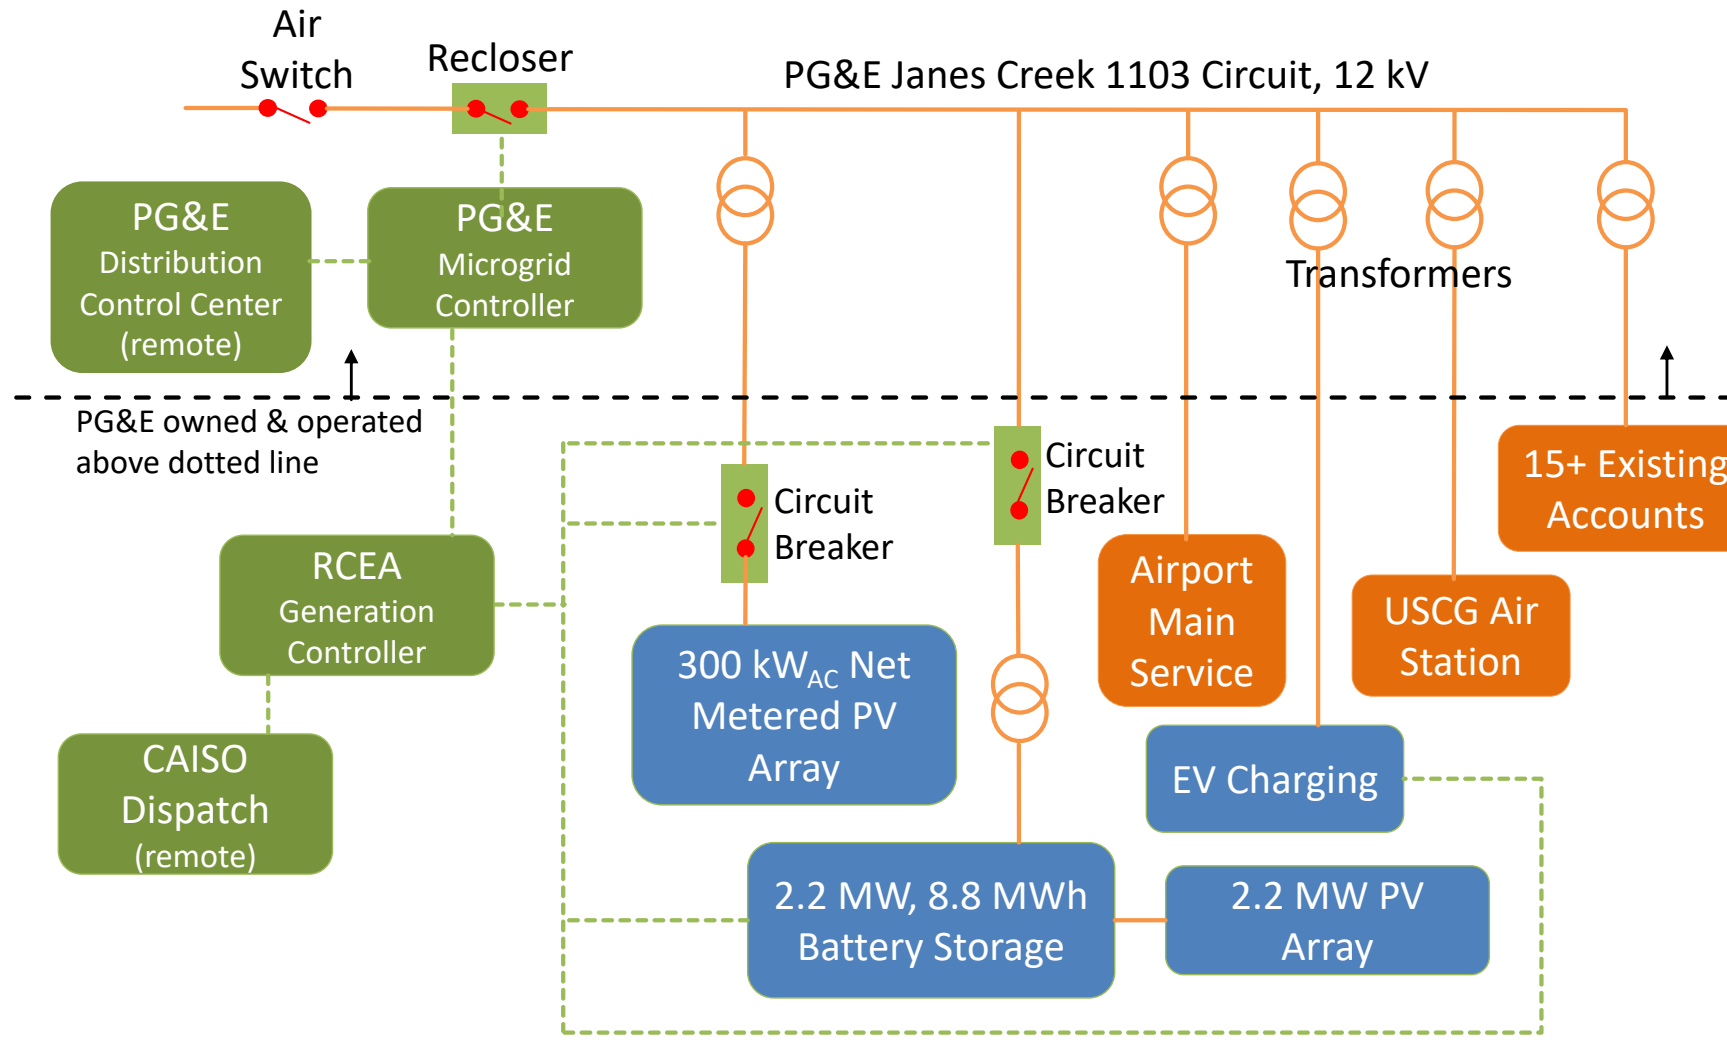 Air
Switch
Recloser
PG&E Janes Creek 1103 Circuit, 12 kV
PG&E
Distribution
Control Center
(remote)
PG&E
Microgrid
Controller
Transformers
PG&E owned & operated
above dotted line
Circuit
Breaker
Circuit
Breaker
15+ Existing
Accounts
RCEA
Generation
Controller
Airport
Main
Service
USCG Air
Station
300 kWAC Net
Metered PV
Array
EV Charging
CAISO
Dispatch
(remote)
2.2 MW, 8.8 MWh
Battery Storage
2.2 MW PV
Array